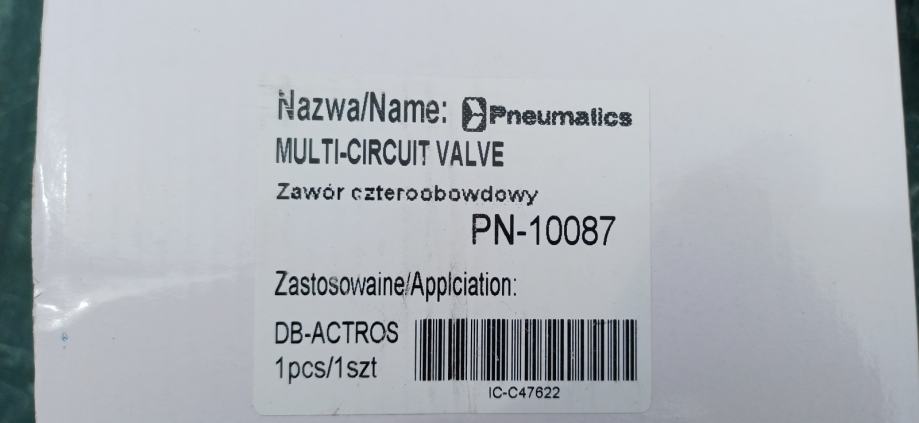 Nazwa/Name: Pneumatics
MULTI-CIRCUIT VALVE
Zawór czteroobowdowy
PN-10087
Zastosowaine/Applciation:
DB-ACTROS
1pcs/1szt
IC-C47622